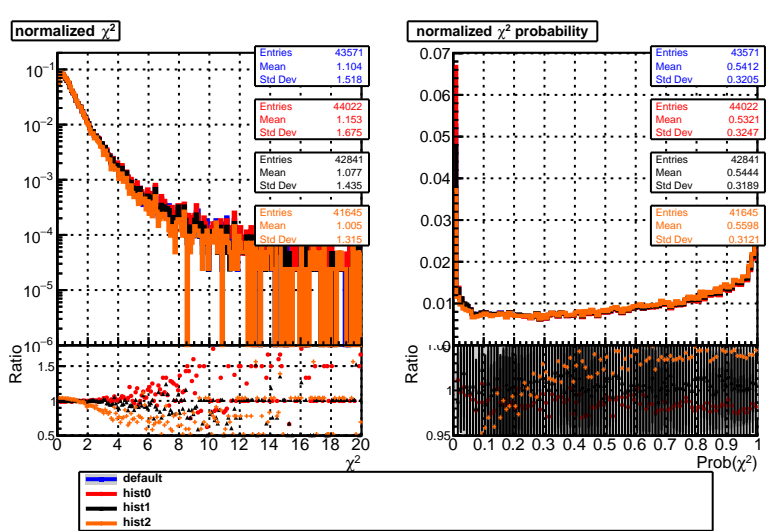 normalized χ²
Entries 43571
Mean 1.104
Std Dev 1.518
Entries 44022
Mean 1.153
Std Dev 1.675
Entries 42841
Mean 1.077
Std Dev 1.435
Entries 41645
Mean 1.005
Std Dev 1.315
10⁻¹
10⁻²
10⁻³
10⁻⁴
10⁻⁵
10⁻⁶
Ratio
1.5
1
0.5
0 2 4 6 8 10 12 14 16 18 20
χ²
normalized χ² probability
Entries 43571
Mean 0.5412
Std Dev 0.3205
Entries 44022
Mean 0.5321
Std Dev 0.3247
Entries 42841
Mean 0.5444
Std Dev 0.3189
Entries 41645
Mean 0.5598
Std Dev 0.3121
0.07
0.06
0.05
0.04
0.03
0.02
0.01
Ratio
1
0.95
0 0.1 0.2 0.3 0.4 0.5 0.6 0.7 0.8 0.9 1
Prob(χ²)
default
hist0
hist1
hist2